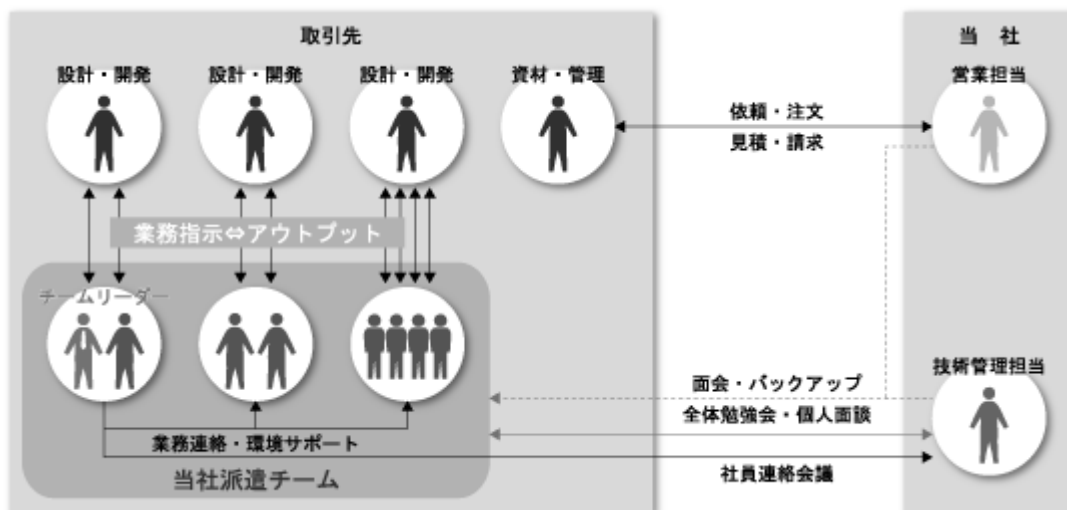 取引先
当　社
設計・開発
設計・開発
設計・開発
資材・管理
営業担当
依頼・注文
見積・請求
業務指示⇔アウトプット
チームリーダー
技術管理担当
面会・バックアップ
全体勉強会・個人面談
業務連絡・環境サポート
社員連絡会議
当社派遣チーム